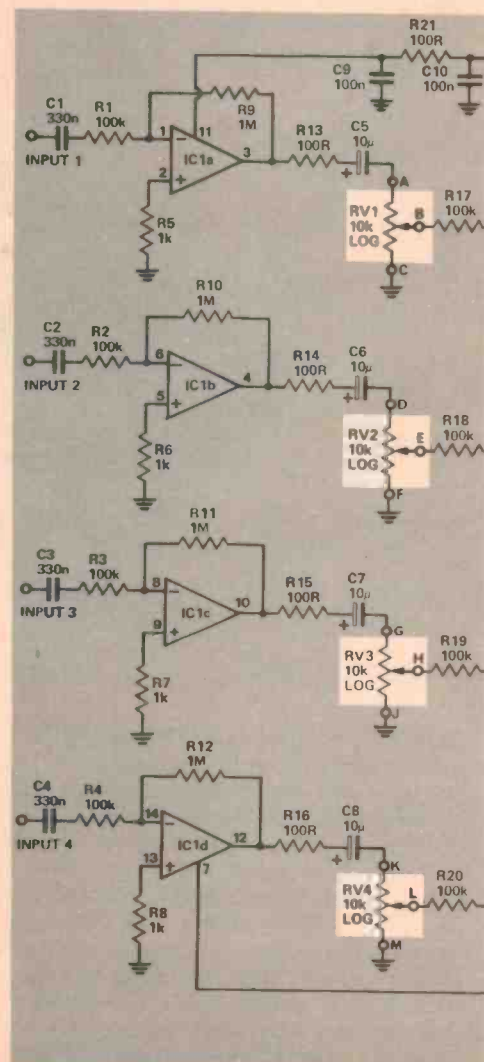 R21
100R
C9
100n
C10
100n
C1
330n
R1
100k
R9
1M
INPUT 1
1
11
2
3
IC1a
R13
100R
C5
10µ
+
A
RV1
10k
LOG
B
C
R17
100k
R5
1k
C2
330n
R2
100k
R10
1M
INPUT 2
6
5
4
IC1b
R14
100R
C6
10µ
+
D
RV2
10k
LOG
E
F
R18
100k
R6
1k
C3
330n
R3
100k
R11
1M
INPUT 3
8
9
10
IC1c
R15
100R
C7
10µ
+
G
RV3
10k
LOG
H
J
R19
100k
R7
1k
C4
330n
R4
100k
R12
1M
INPUT 4
14
13
12
7
IC1d
R16
100R
C8
10µ
+
K
RV4
10k
LOG
L
M
R20
100k
R8
1k